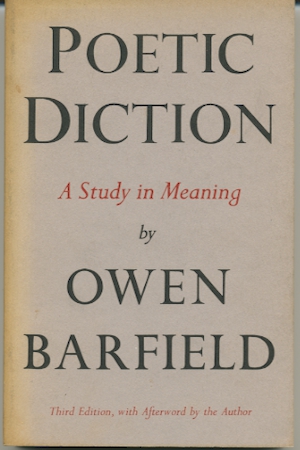 POETIC
DICTION
A Study in Meaning
by
OWEN
BARFIELD
Third Edition, with Afterword by the Author